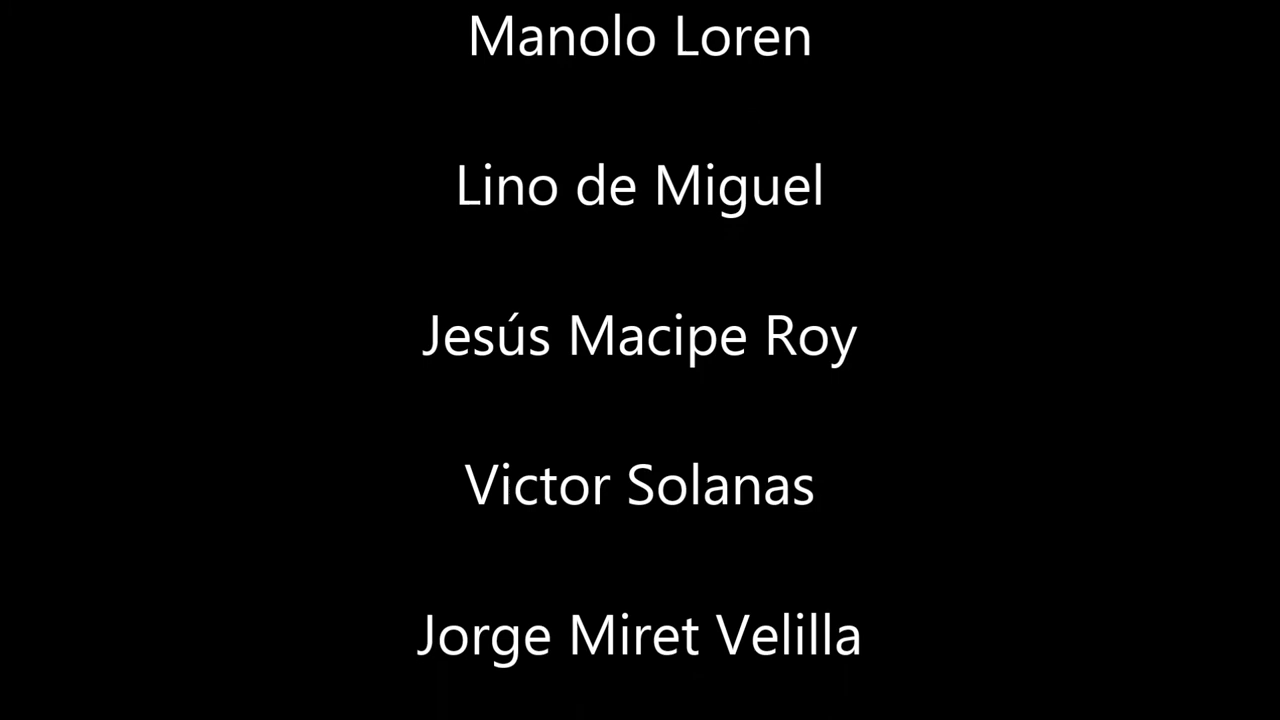 Manolo Loren
Lino de Miguel
Jesús Macipe Roy
Victor Solanas
Jorge Miret Velilla